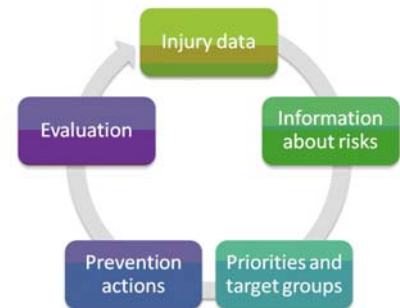 Injury data
Information
about risks
Priorities and
target groups
Prevention
actions
Evaluation